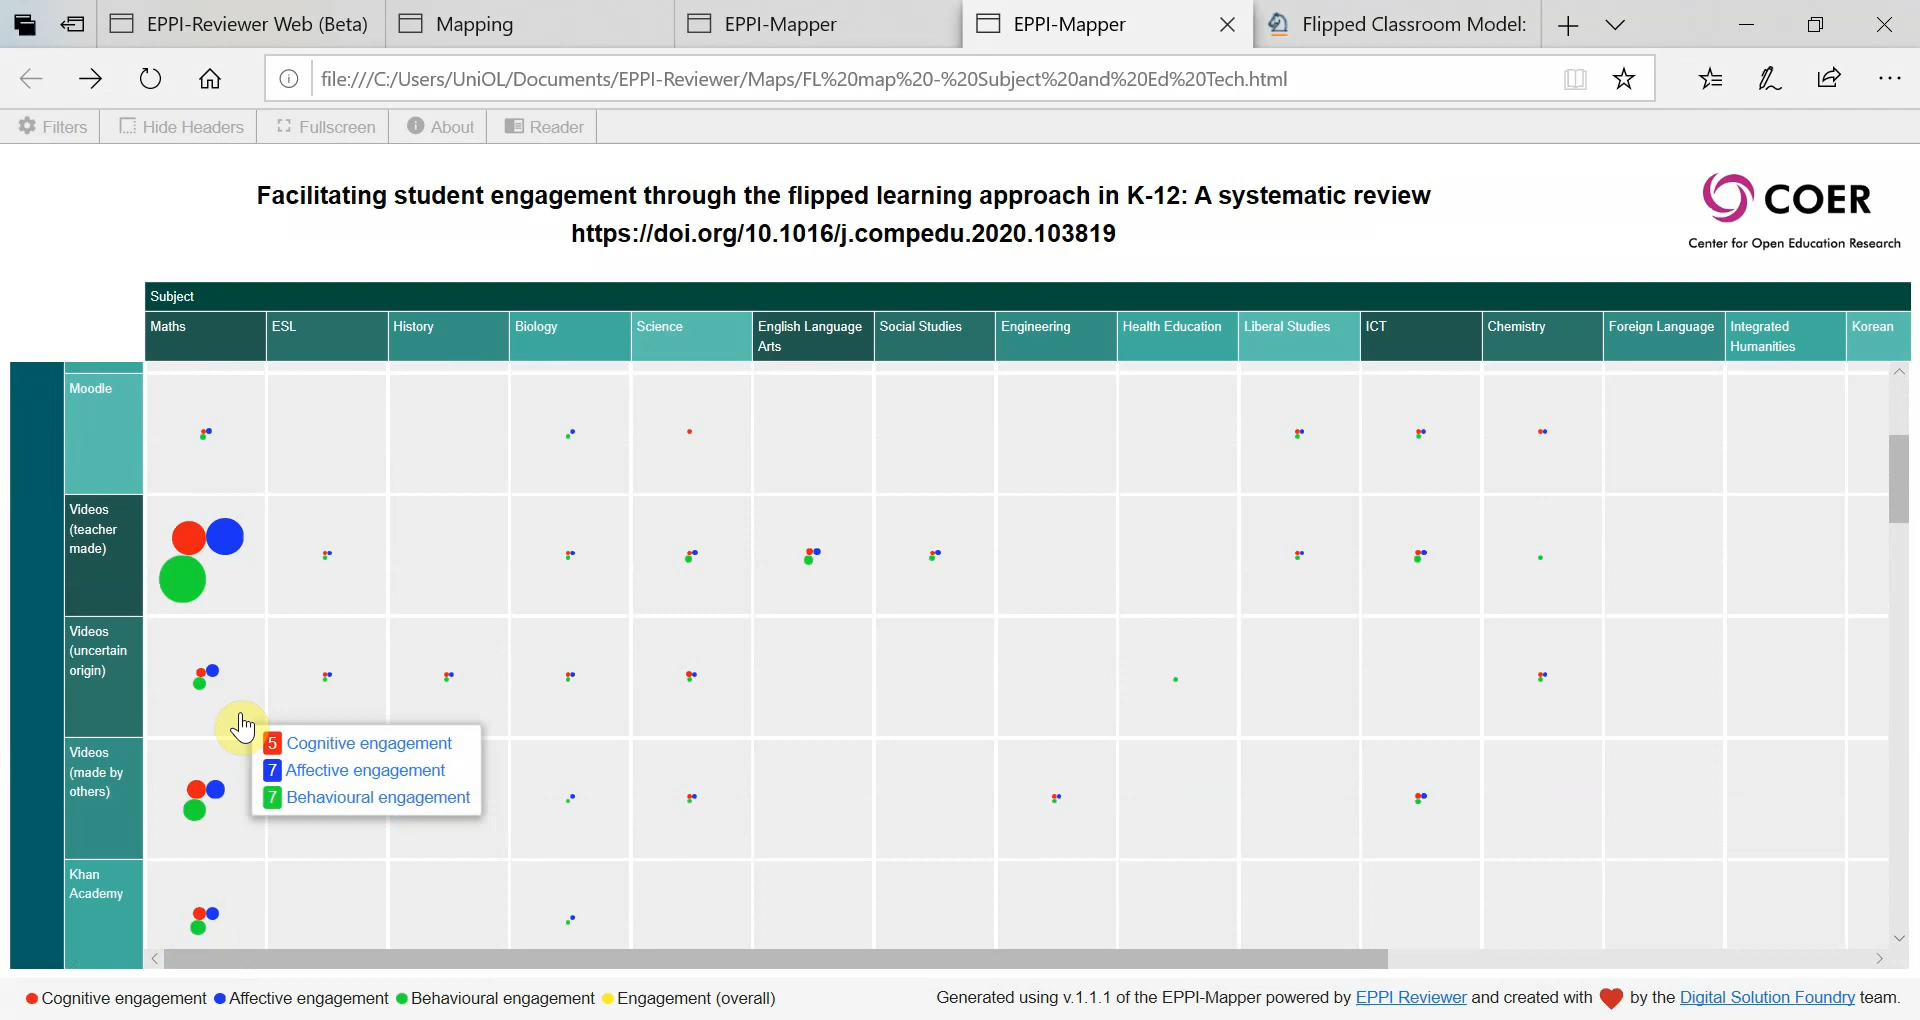 EPPI-Reviewer Web (Beta)
Mapping
EPPI-Mapper
EPPI-Mapper
Flipped Classroom Model:
file:///C:/Users/UniOL/Documents/EPPI-Reviewer/Maps/FL%20map%20-%20Subject%20and%20Ed%20Tech.html
Filters
Hide Headers
Fullscreen
About
Reader
Facilitating student engagement through the flipped learning approach in K-12: A systematic review
https://doi.org/10.1016/j.compedu.2020.103819
COER
Center for Open Education Research
Subject
Maths
ESL
History
Biology
Science
English Language
Arts
Social Studies
Engineering
Health Education
Liberal Studies
ICT
Chemistry
Foreign Language
Integrated
Humanities
Korean
Moodle
Videos
(teacher
made)
Videos
(uncertain
origin)
5 Cognitive engagement
7 Affective engagement
7 Behavioural engagement
Videos
(made by
others)
Khan
Academy
Cognitive engagement Affective engagement Behavioural engagement Engagement (overall)
Generated using v.1.1.1 of the EPPI-Mapper powered by EPPI Reviewer and created with ❤ by the Digital Solution Foundry team.